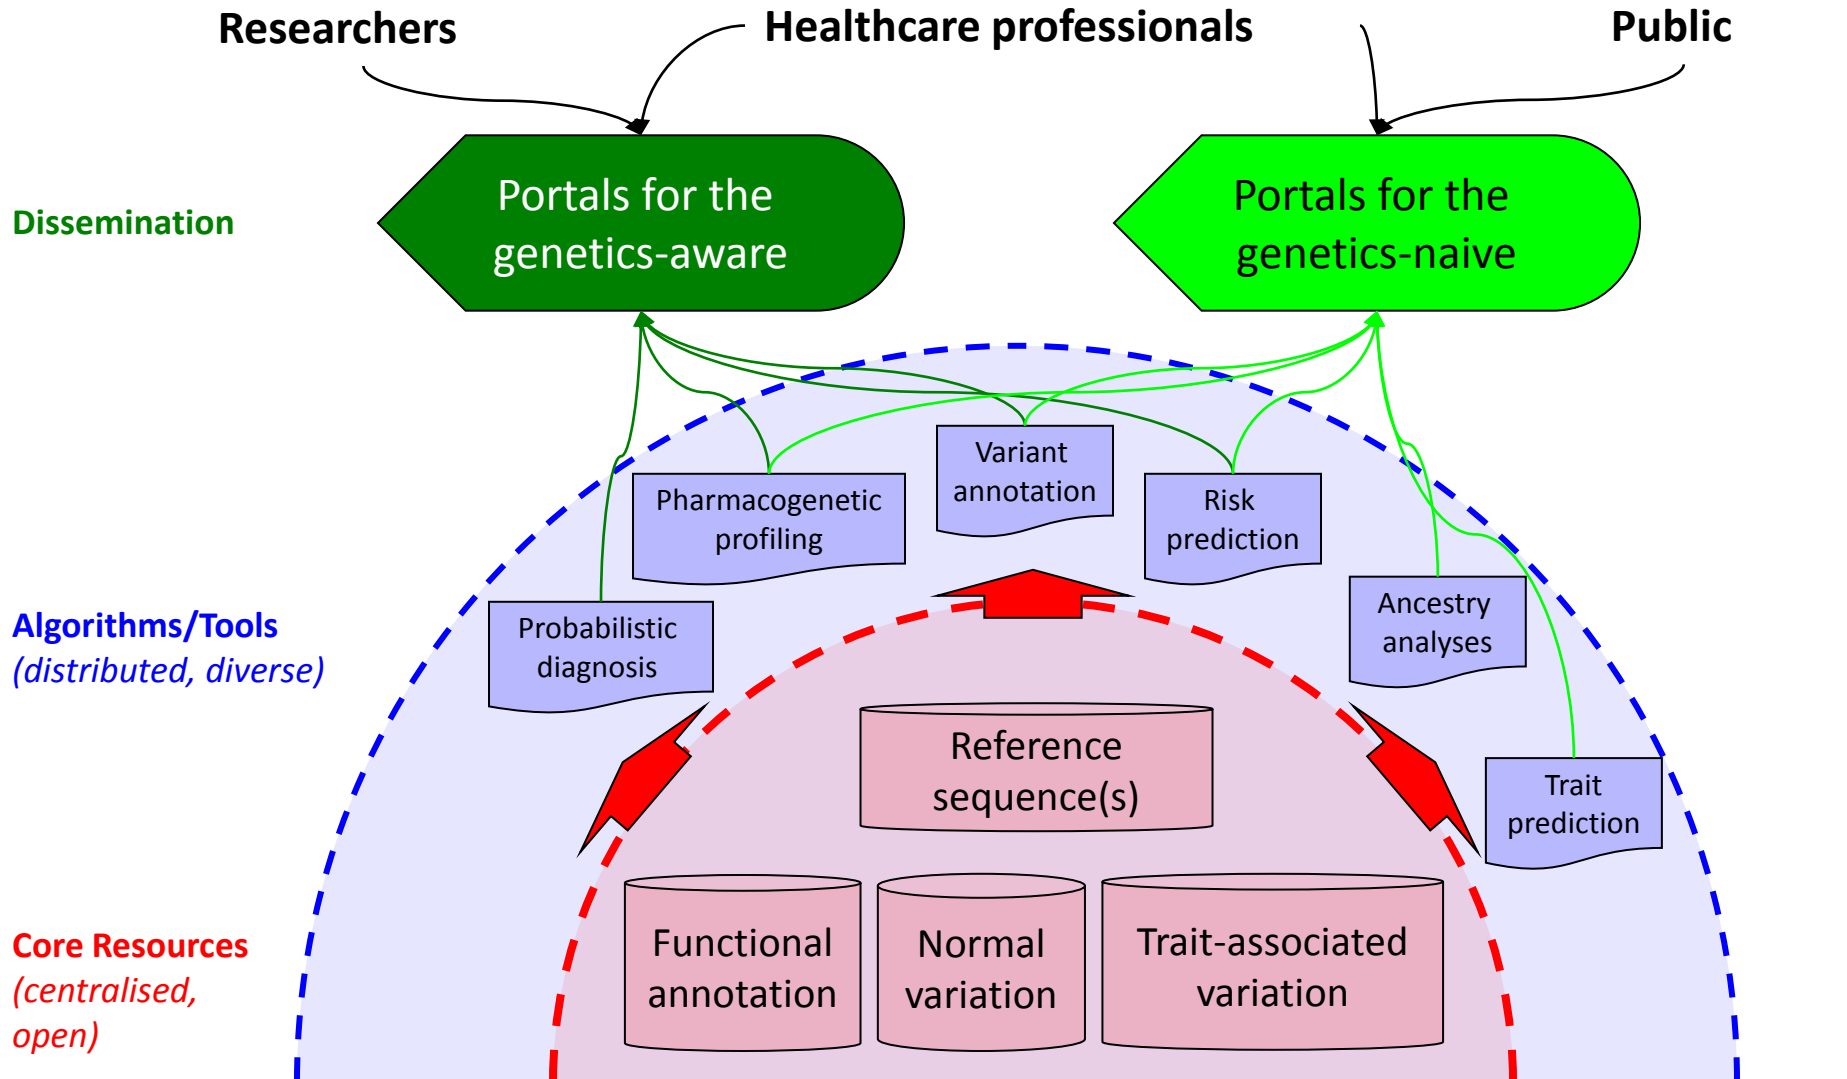 Researchers
Healthcare professionals
Public
Dissemination
Portals for the
genetics-aware
Portals for the
genetics-naive
Variant
annotation
Pharmacogenetic
profiling
Risk
prediction
Algorithms/Tools
(distributed, diverse)
Probabilistic
diagnosis
Ancestry
analyses
Trait
prediction
Reference
sequence(s)
Core Resources
(centralised,
open)
Functional
annotation
Normal
variation
Trait-associated
variation